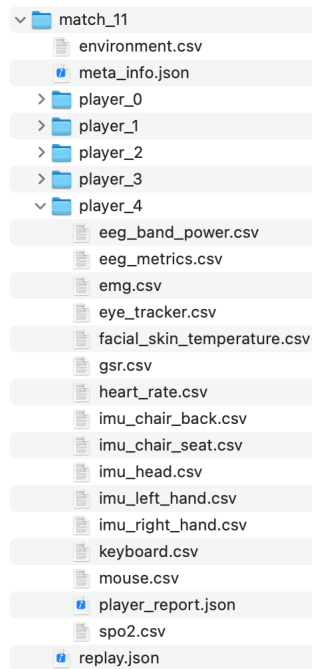 match_11
environment.csv
meta_info.json
player_0
player_1
player_2
player_3
player_4
eeg_band_power.csv
eeg_metrics.csv
emg.csv
eye_tracker.csv
facial_skin_temperature.csv
gsr.csv
heart_rate.csv
imu_chair_back.csv
imu_chair_seat.csv
imu_head.csv
imu_left_hand.csv
imu_right_hand.csv
keyboard.csv
mouse.csv
player_report.json
spo2.csv
replay.json